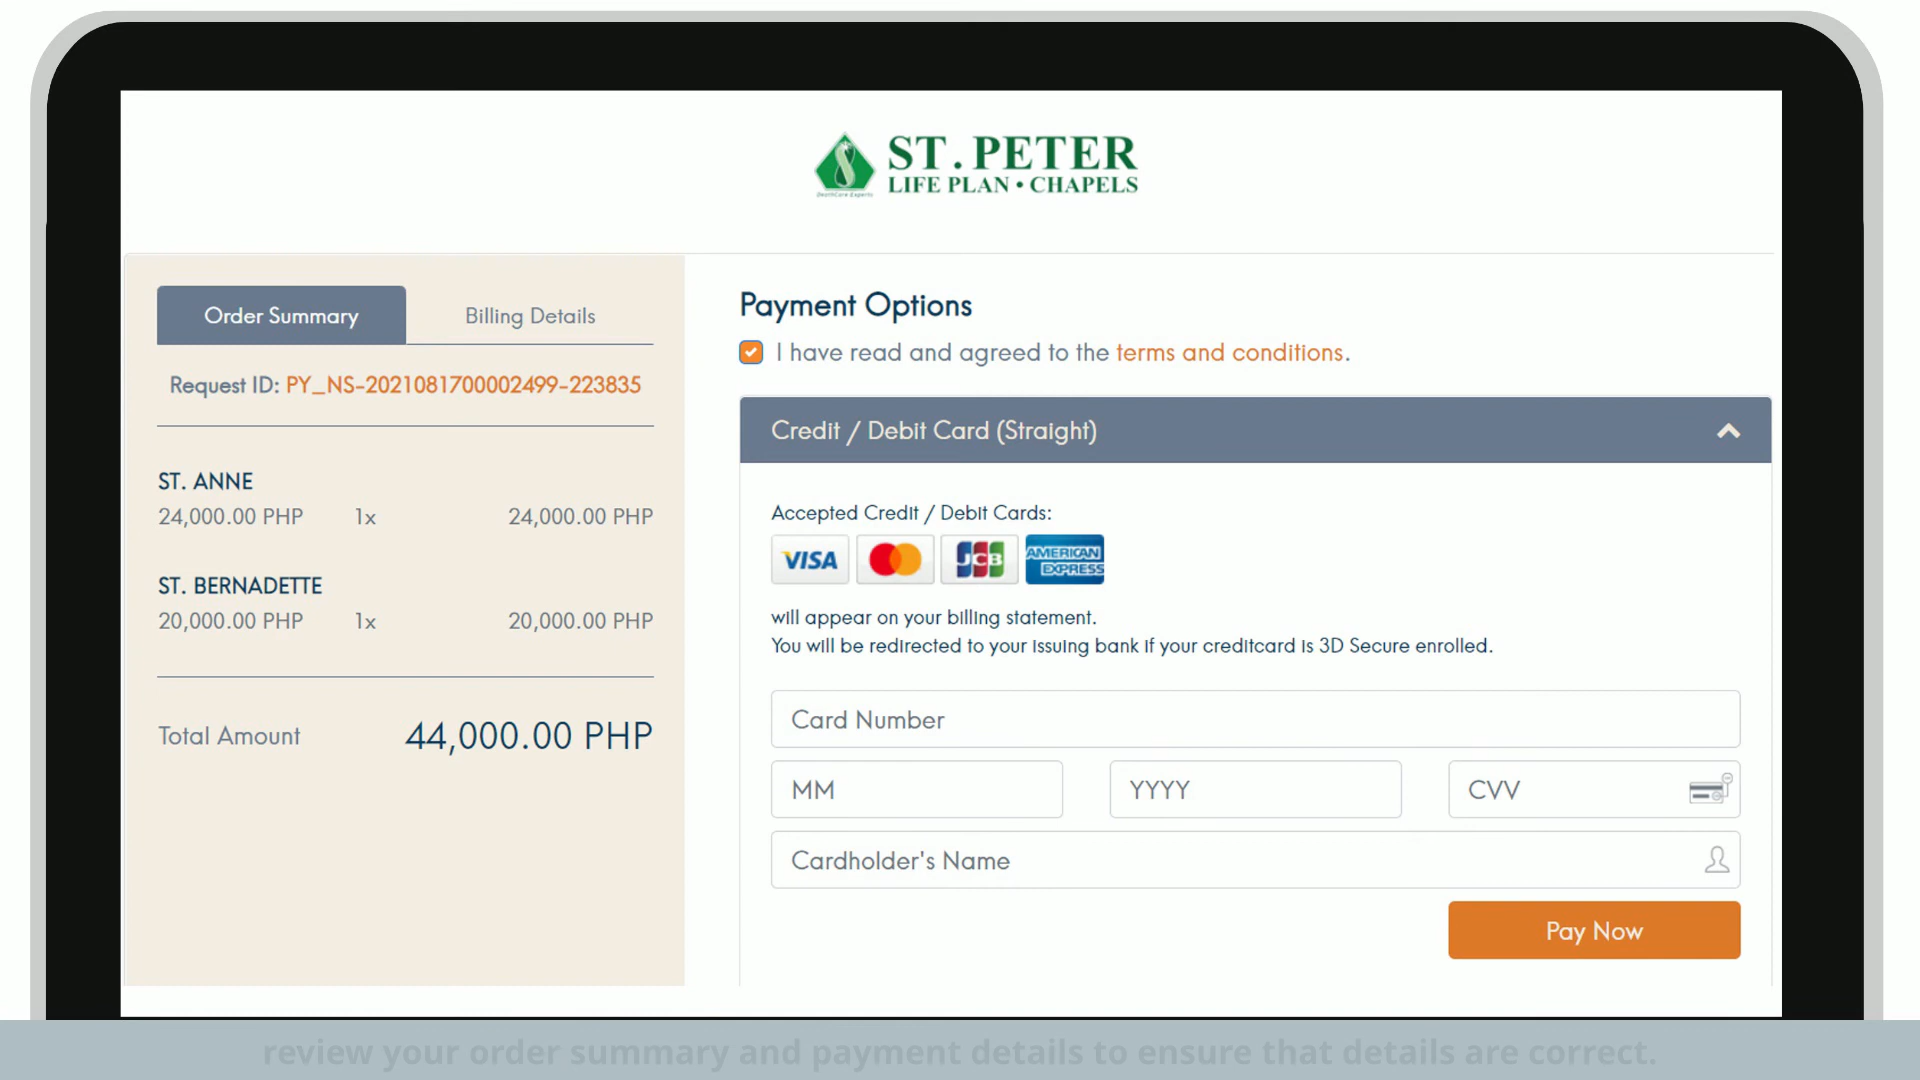 ST. PETER
LIFE PLAN • CHAPELS
DeathCare Experts
Order Summary
Billing Details
Request ID: PY_NS-2021081700002499-223835
ST. ANNE
24,000.00 PHP 1x 24,000.00 PHP
ST. BERNADETTE
20,000.00 PHP 1x 20,000.00 PHP
Total Amount 44,000.00 PHP
Payment Options
I have read and agreed to the terms and conditions.
Credit / Debit Card (Straight)
Accepted Credit / Debit Cards:
VISA
JCB
AMERICAN
EXPRESS
will appear on your billing statement.
You will be redirected to your issuing bank if your creditcard is 3D Secure enrolled.
Card Number
MM
YYYY
CVV
Cardholder's Name
Pay Now
review your order summary and payment details to ensure that details are correct.